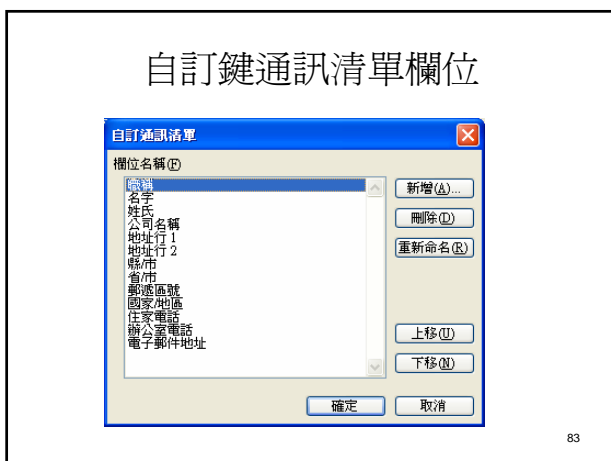 自訂鍵通訊清單欄位
自訂通訊清單
欄位名稱(F)
職稱
名字
姓氏
公司名稱
地址行 1
地址行 2
縣/市
省/市
郵遞區號
國家/地區
住家電話
辦公室電話
電子郵件地址
新增(A)...
刪除(D)
重新命名(R)
上移(U)
下移(N)
確定
取消
83